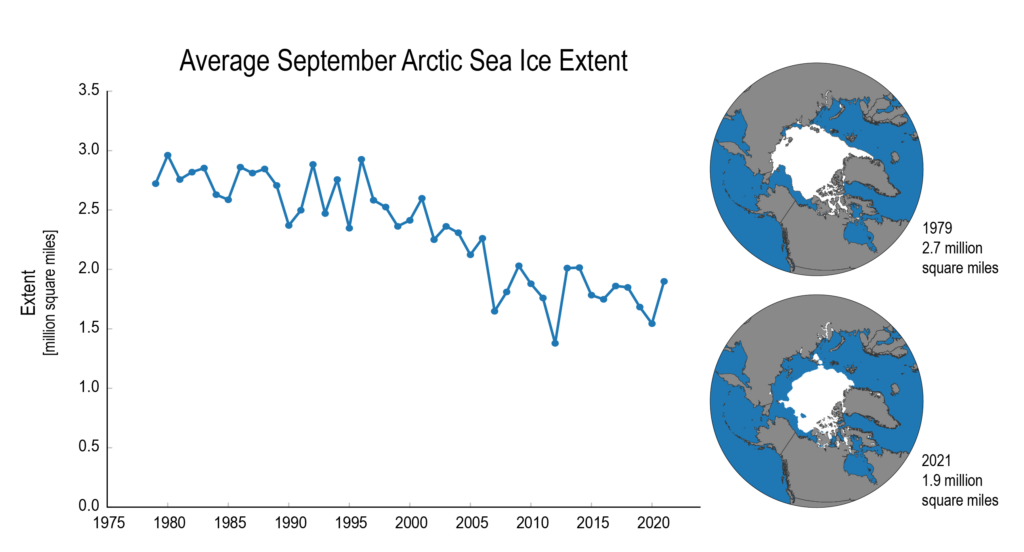 Average September Arctic Sea Ice Extent
3.5
3.0
2.5
2.0
1.5
1.0
0.5
0.0
Extent
[million square miles]
1975
1980
1985
1990
1995
2000
2005
2010
2015
2020
1979
2.7 million
square miles
2021
1.9 million
square miles